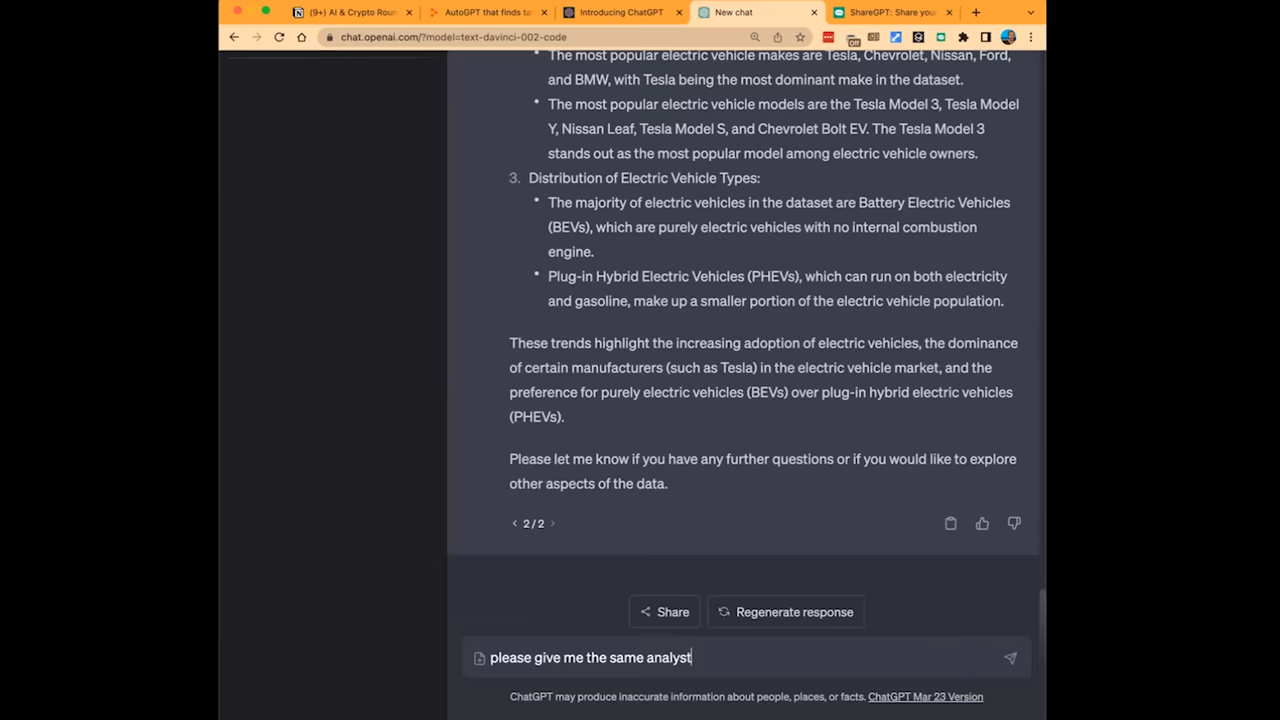 (9+) AI & Crypto Roun
AutoGPT that finds ta
Introducing ChatGPT
New chat
ShareGPT: Share your
chat.openai.com/?model=text-davinci-002-code
Off
• The most popular electric vehicle makes are Tesla, Chevrolet, Nissan, Ford,
and BMW, with Tesla being the most dominant make in the dataset.
• The most popular electric vehicle models are the Tesla Model 3, Tesla Model
Y, Nissan Leaf, Tesla Model S, and Chevrolet Bolt EV. The Tesla Model 3
stands out as the most popular model among electric vehicle owners.
3. Distribution of Electric Vehicle Types:
• The majority of electric vehicles in the dataset are Battery Electric Vehicles
(BEVs), which are purely electric vehicles with no internal combustion
engine.
• Plug-in Hybrid Electric Vehicles (PHEVs), which can run on both electricity
and gasoline, make up a smaller portion of the electric vehicle population.
These trends highlight the increasing adoption of electric vehicles, the dominance
of certain manufacturers (such as Tesla) in the electric vehicle market, and the
preference for purely electric vehicles (BEVs) over plug-in hybrid electric vehicles
(PHEVs).
Please let me know if you have any further questions or if you would like to explore
other aspects of the data.
< 2 / 2 >
Share
Regenerate response
please give me the same analyst
ChatGPT may produce inaccurate information about people, places, or facts. ChatGPT Mar 23 Version